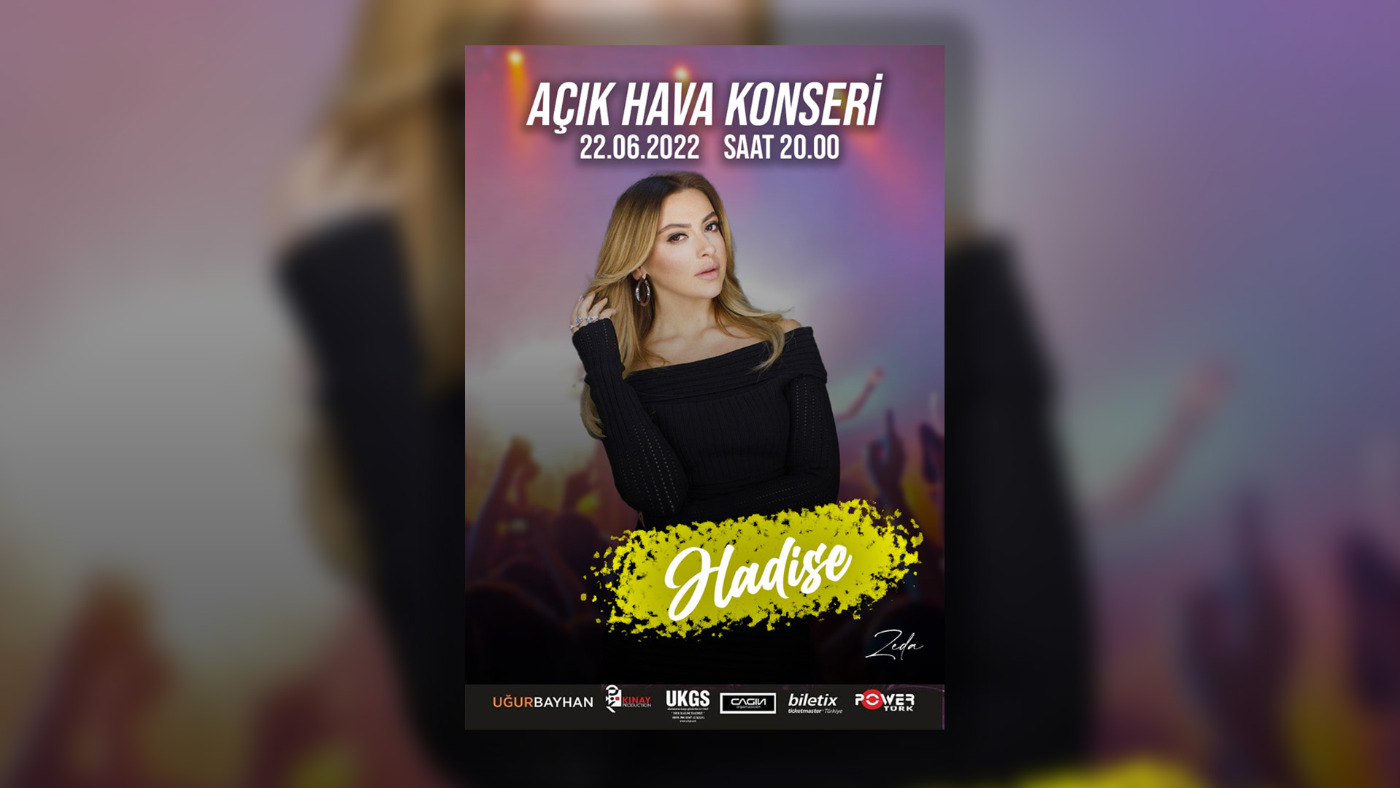 AÇIK HAVA KONSERİ
22.06.2022 SAAT 20.00
Hadise
Zeda
UĞURBAYHAN
KINAY
PRODUCTION
UKGS
biletix
ticketmaster Türkiye
POWER
TÜRK